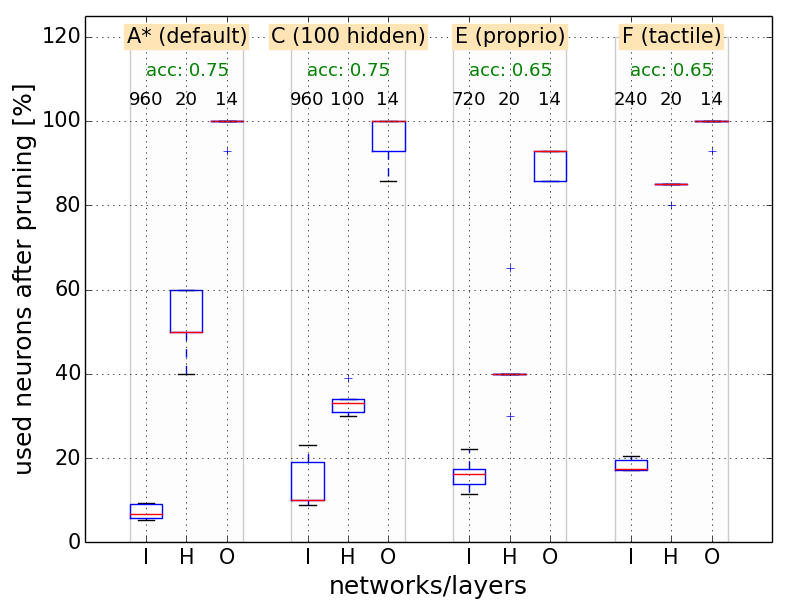 used neurons after pruning [%]
120
100
80
60
40
20
0
A* (default)
C (100 hidden)
E (proprio)
F (tactile)
acc: 0.75
acc: 0.75
acc: 0.65
acc: 0.65
960 20 14
960 100 14
720 20 14
240 20 14
I H O
I H O
I H O
I H O
networks/layers